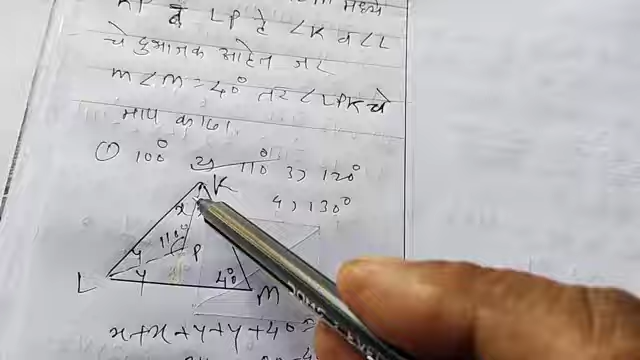 KP व LP हे ∠K व ∠L
चे दुभाजक आहेत जर
m∠M = 40° तर ∠LPK चे
माप काढा.
1) 100° 2) 110° 3) 120°
4) 130°
K
x
110°
P
y
L
y
40°
M
x+x+y+y+40=